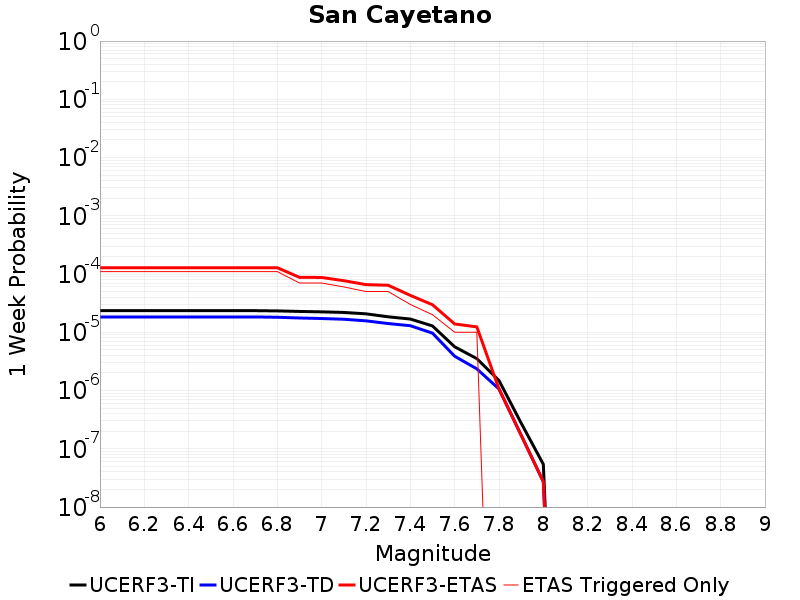 San Cayetano
10^0
10^-1
10^-2
10^-3
10^-4
10^-5
10^-6
10^-7
10^-8
1 Week Probability
6 6.2 6.4 6.6 6.8 7 7.2 7.4 7.6 7.8 8 8.2 8.4 8.6 8.8 9
Magnitude
UCERF3-TI UCERF3-TD UCERF3-ETAS ETAS Triggered Only